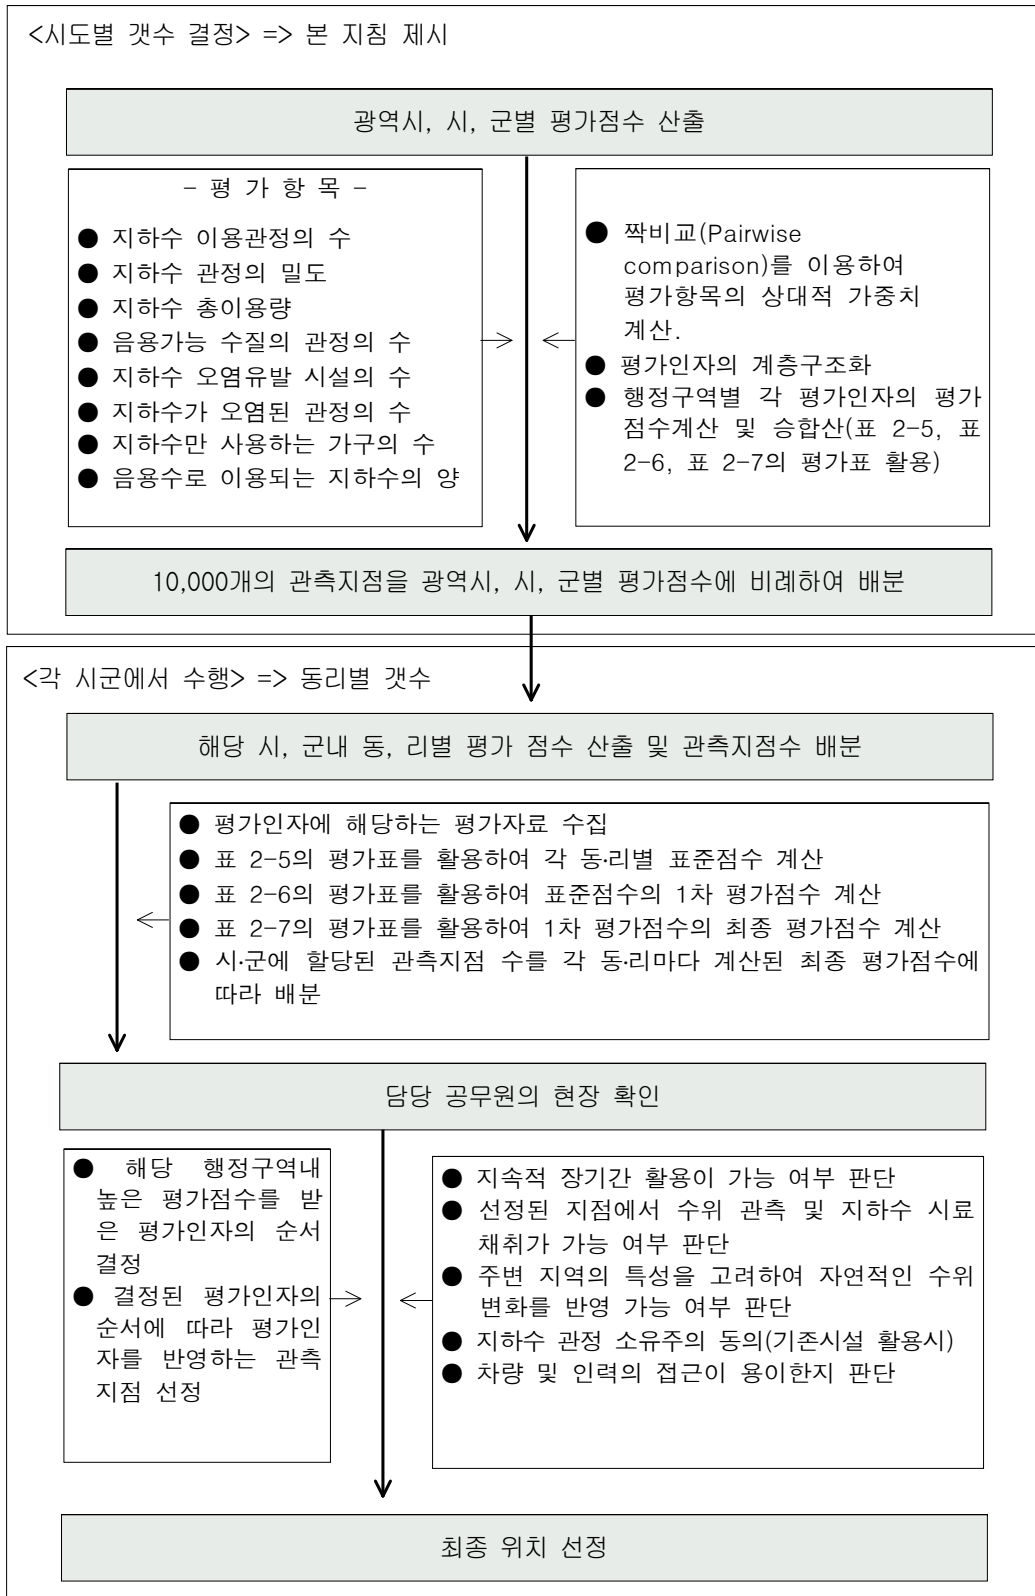 <시도별 갯수 결정> => 본 지침 제시
광역시, 시, 군별 평가점수 산출
- 평 가 항 목 -
● 지하수 이용관정의 수
● 지하수 관정의 밀도
● 지하수 총이용량
● 음용가능 수질의 관정의 수
● 지하수 오염유발 시설의 수
● 지하수가 오염된 관정의 수
● 지하수만 사용하는 가구의 수
● 음용수로 이용되는 지하수의 양
● 짝비교(Pairwise
comparison)를 이용하여
평가항목의 상대적 가중치
계산.
● 평가인자의 계층구조화
● 행정구역별 각 평가인자의 평가
점수계산 및 승합산(표 2-5, 표
2-6, 표 2-7의 평가표 활용)
10,000개의 관측지점을 광역시, 시, 군별 평가점수에 비례하여 배분
<각 시군에서 수행> => 동리별 갯수
해당 시, 군내 동, 리별 평가 점수 산출 및 관측지점수 배분
● 평가인자에 해당하는 평가자료 수집
● 표 2-5의 평가표를 활용하여 각 동·리별 표준점수 계산
● 표 2-6의 평가표를 활용하여 표준점수의 1차 평가점수 계산
● 표 2-7의 평가표를 활용하여 1차 평가점수의 최종 평가점수 계산
● 시·군에 할당된 관측지점 수를 각 동·리마다 계산된 최종 평가점수에
따라 배분
담당 공무원의 현장 확인
● 해당 행정구역내
높은 평가점수를 받
은 평가인자의 순서
결정
● 결정된 평가인자의
순서에 따라 평가인
자를 반영하는 관측
지점 선정
● 지속적 장기간 활용이 가능 여부 판단
● 선정된 지점에서 수위 관측 및 지하수 시료
채취가 가능 여부 판단
● 주변 지역의 특성을 고려하여 자연적인 수위
변화를 반영 가능 여부 판단
● 지하수 관정 소유주의 동의(기존시설 활용시)
● 차량 및 인력의 접근이 용이한지 판단
최종 위치 선정